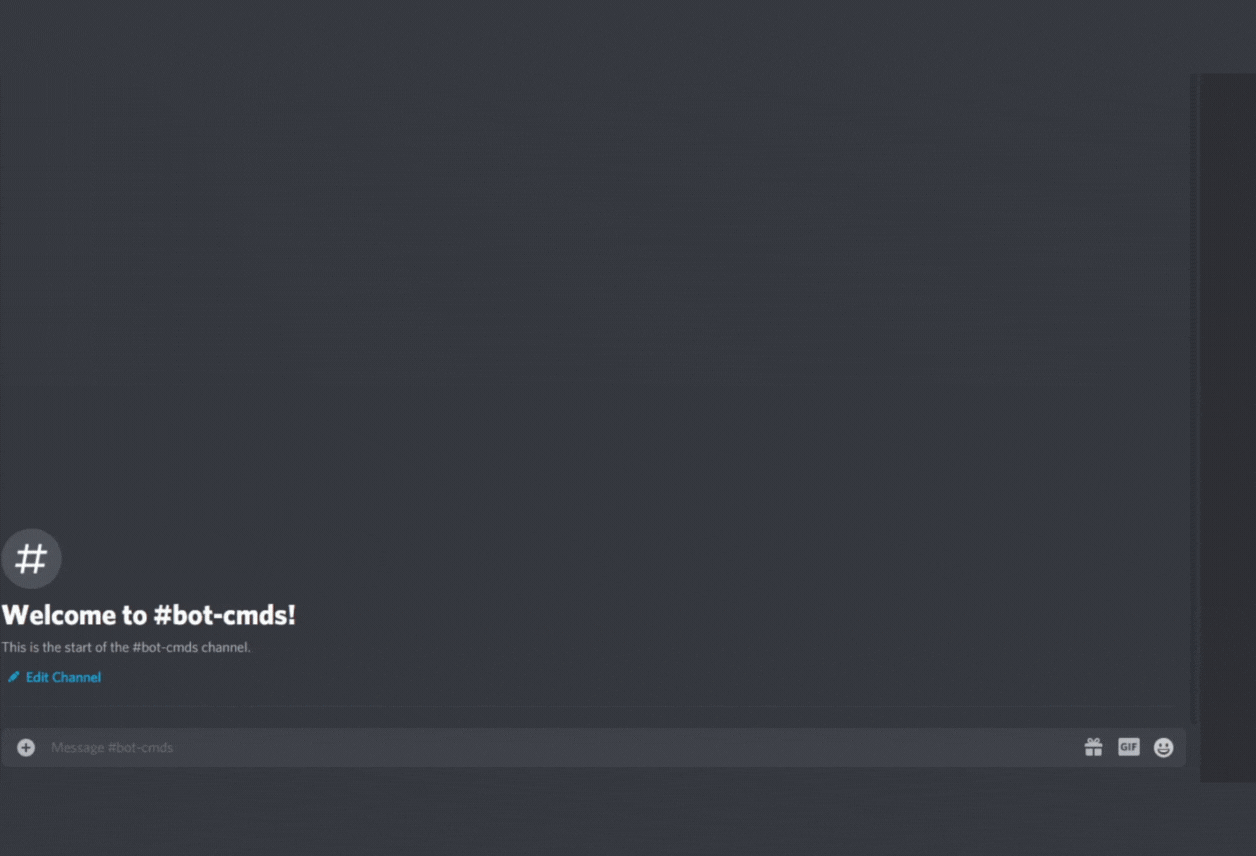 #
Welcome to #bot-cmds!
This is the start of the #bot-cmds channel.
Edit Channel
Message #bot-cmds
GIF